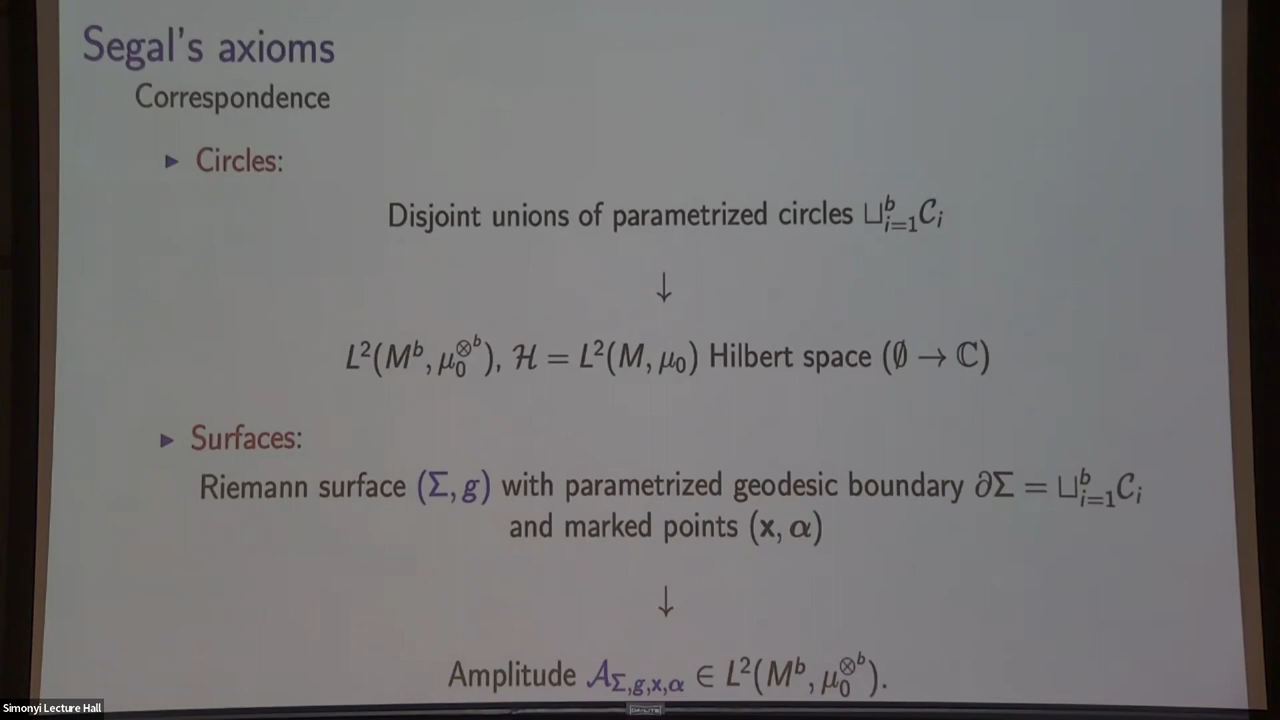 Segal's axioms
Correspondence
▸ Circles:
Disjoint unions of parametrized circles ⊔ᵇᵢ₌₁𝒞ᵢ
↓
L²(Mᵇ, μ₀^{⊗ᵇ}), ℋ = L²(M, μ₀) Hilbert space (∅ → ℂ)
▸ Surfaces:
Riemann surface (Σ, g) with parametrized geodesic boundary ∂Σ = ⊔ᵇᵢ₌₁𝒞ᵢ
and marked points (x, α)
↓
Amplitude 𝒜_{Σ,g,x,α} ∈ L²(Mᵇ, μ₀^{⊗ᵇ}).
Simonyi Lecture Hall